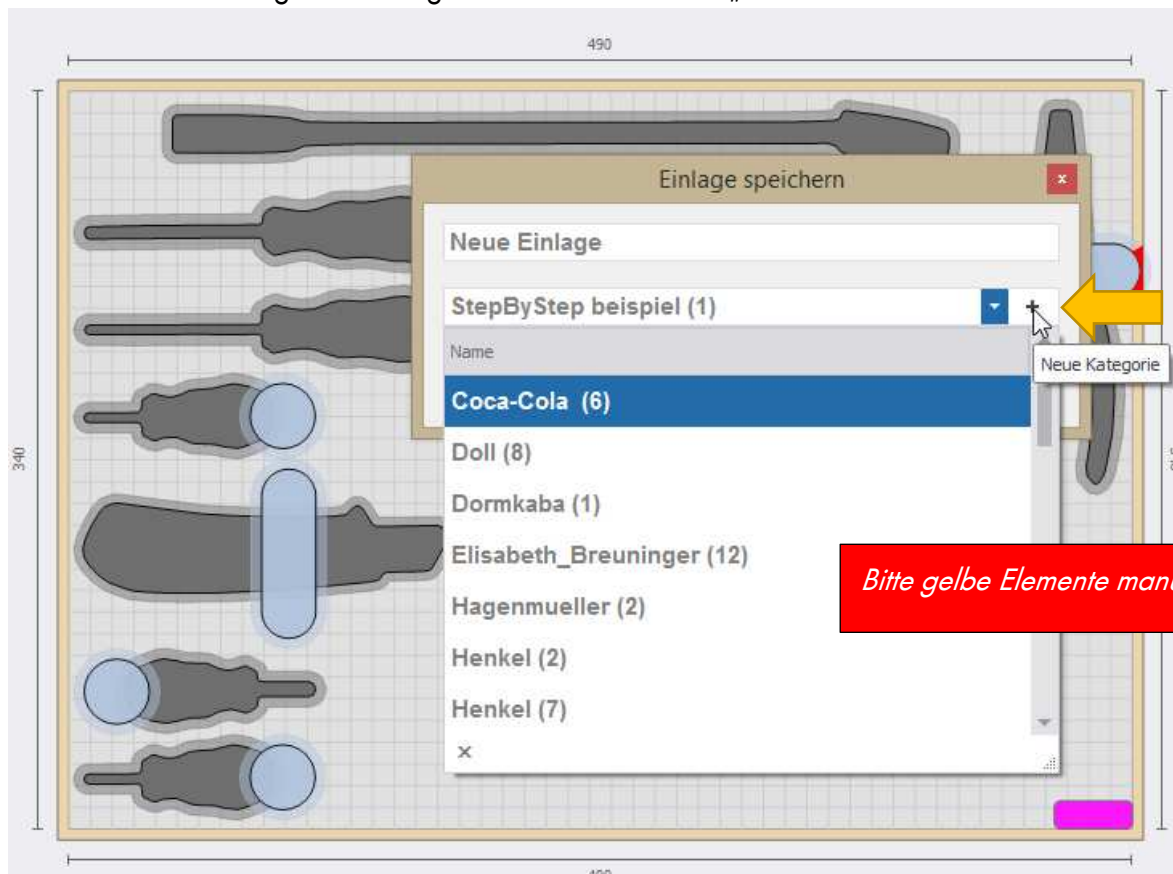 490
Einlage speichern
x
Neue Einlage
StepByStep beispiel (1)
+
Name
Neue Kategorie
Coca-Cola (6)
Doll (8)
340
Dormkaba (1)
Elisabeth_Breuninger (12)
Bitte gelbe Elemente
Hagenmueller (2)
Henkel (2)
Henkel (7)
×